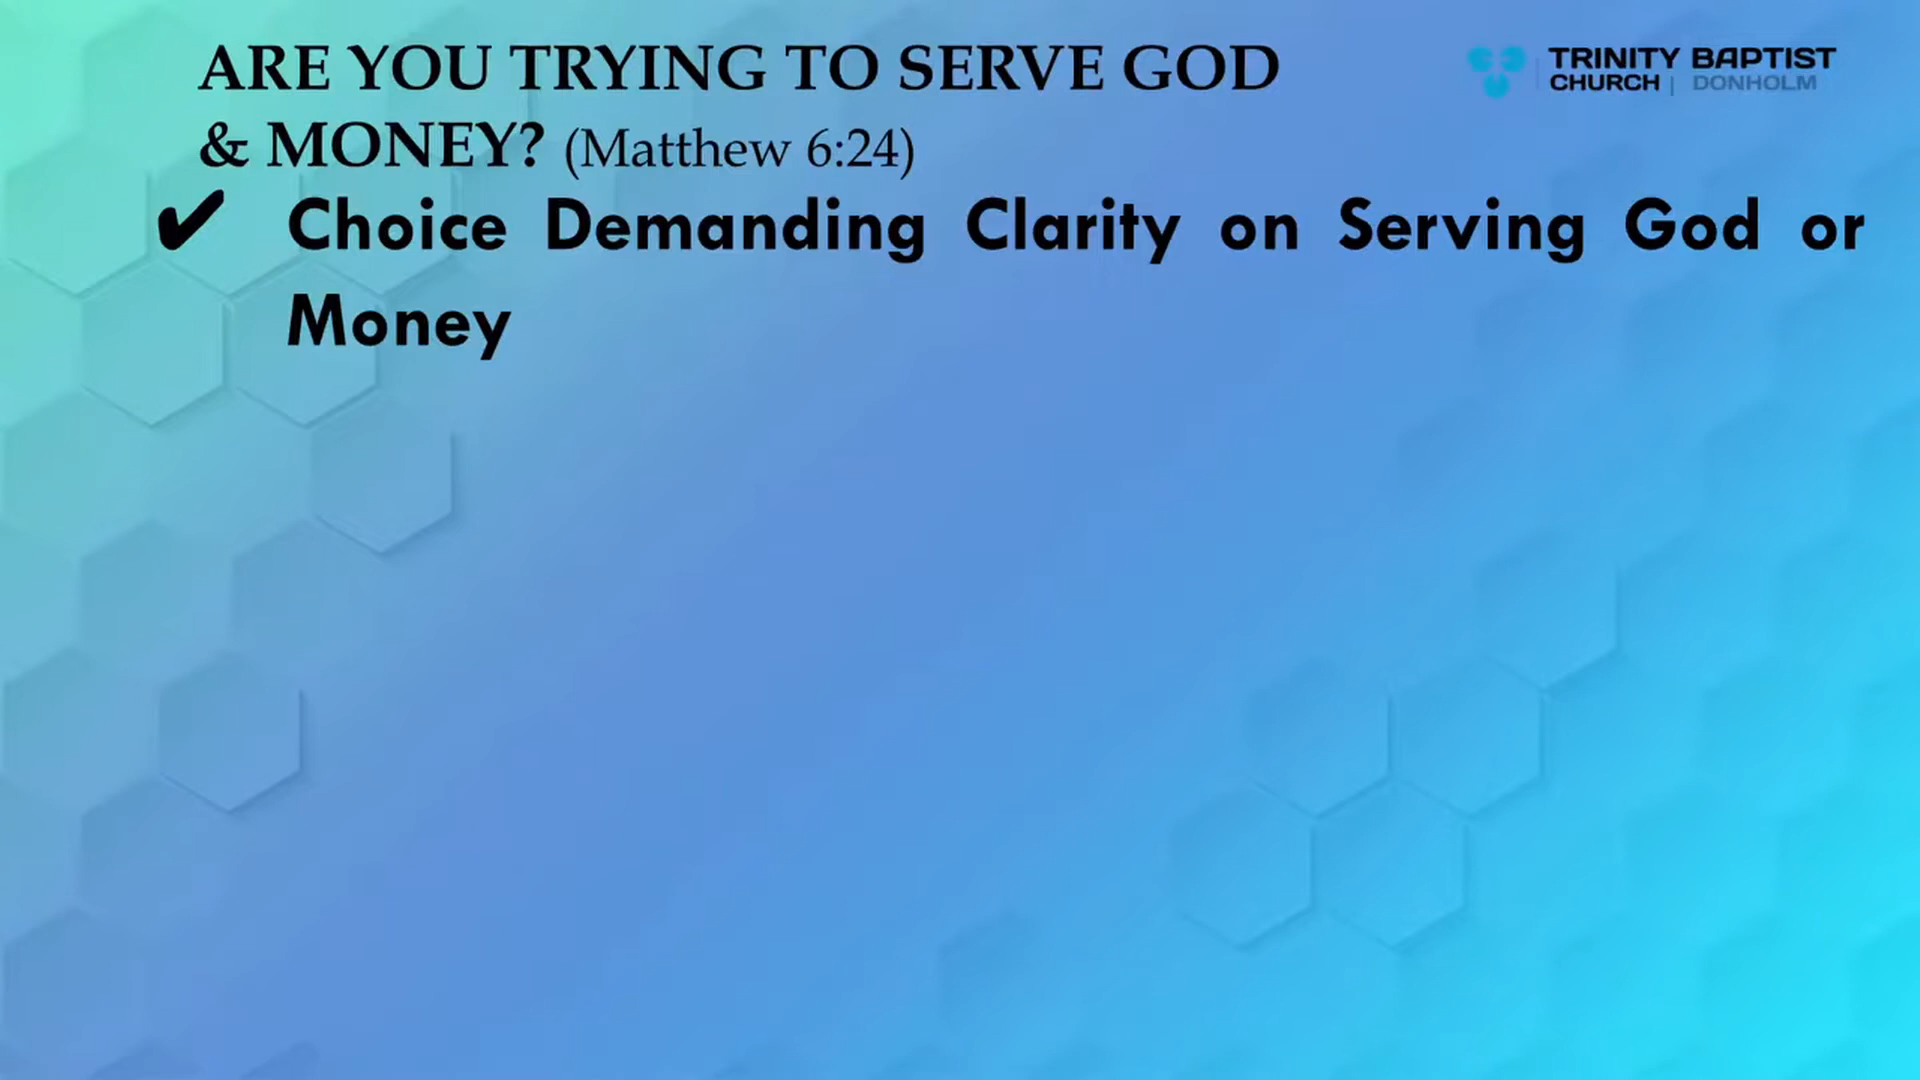 ARE YOU TRYING TO SERVE GOD
& MONEY? (Matthew 6:24)
TRINITY BAPTIST
CHURCH | DONHOLM
✔ Choice Demanding Clarity on Serving God or
Money